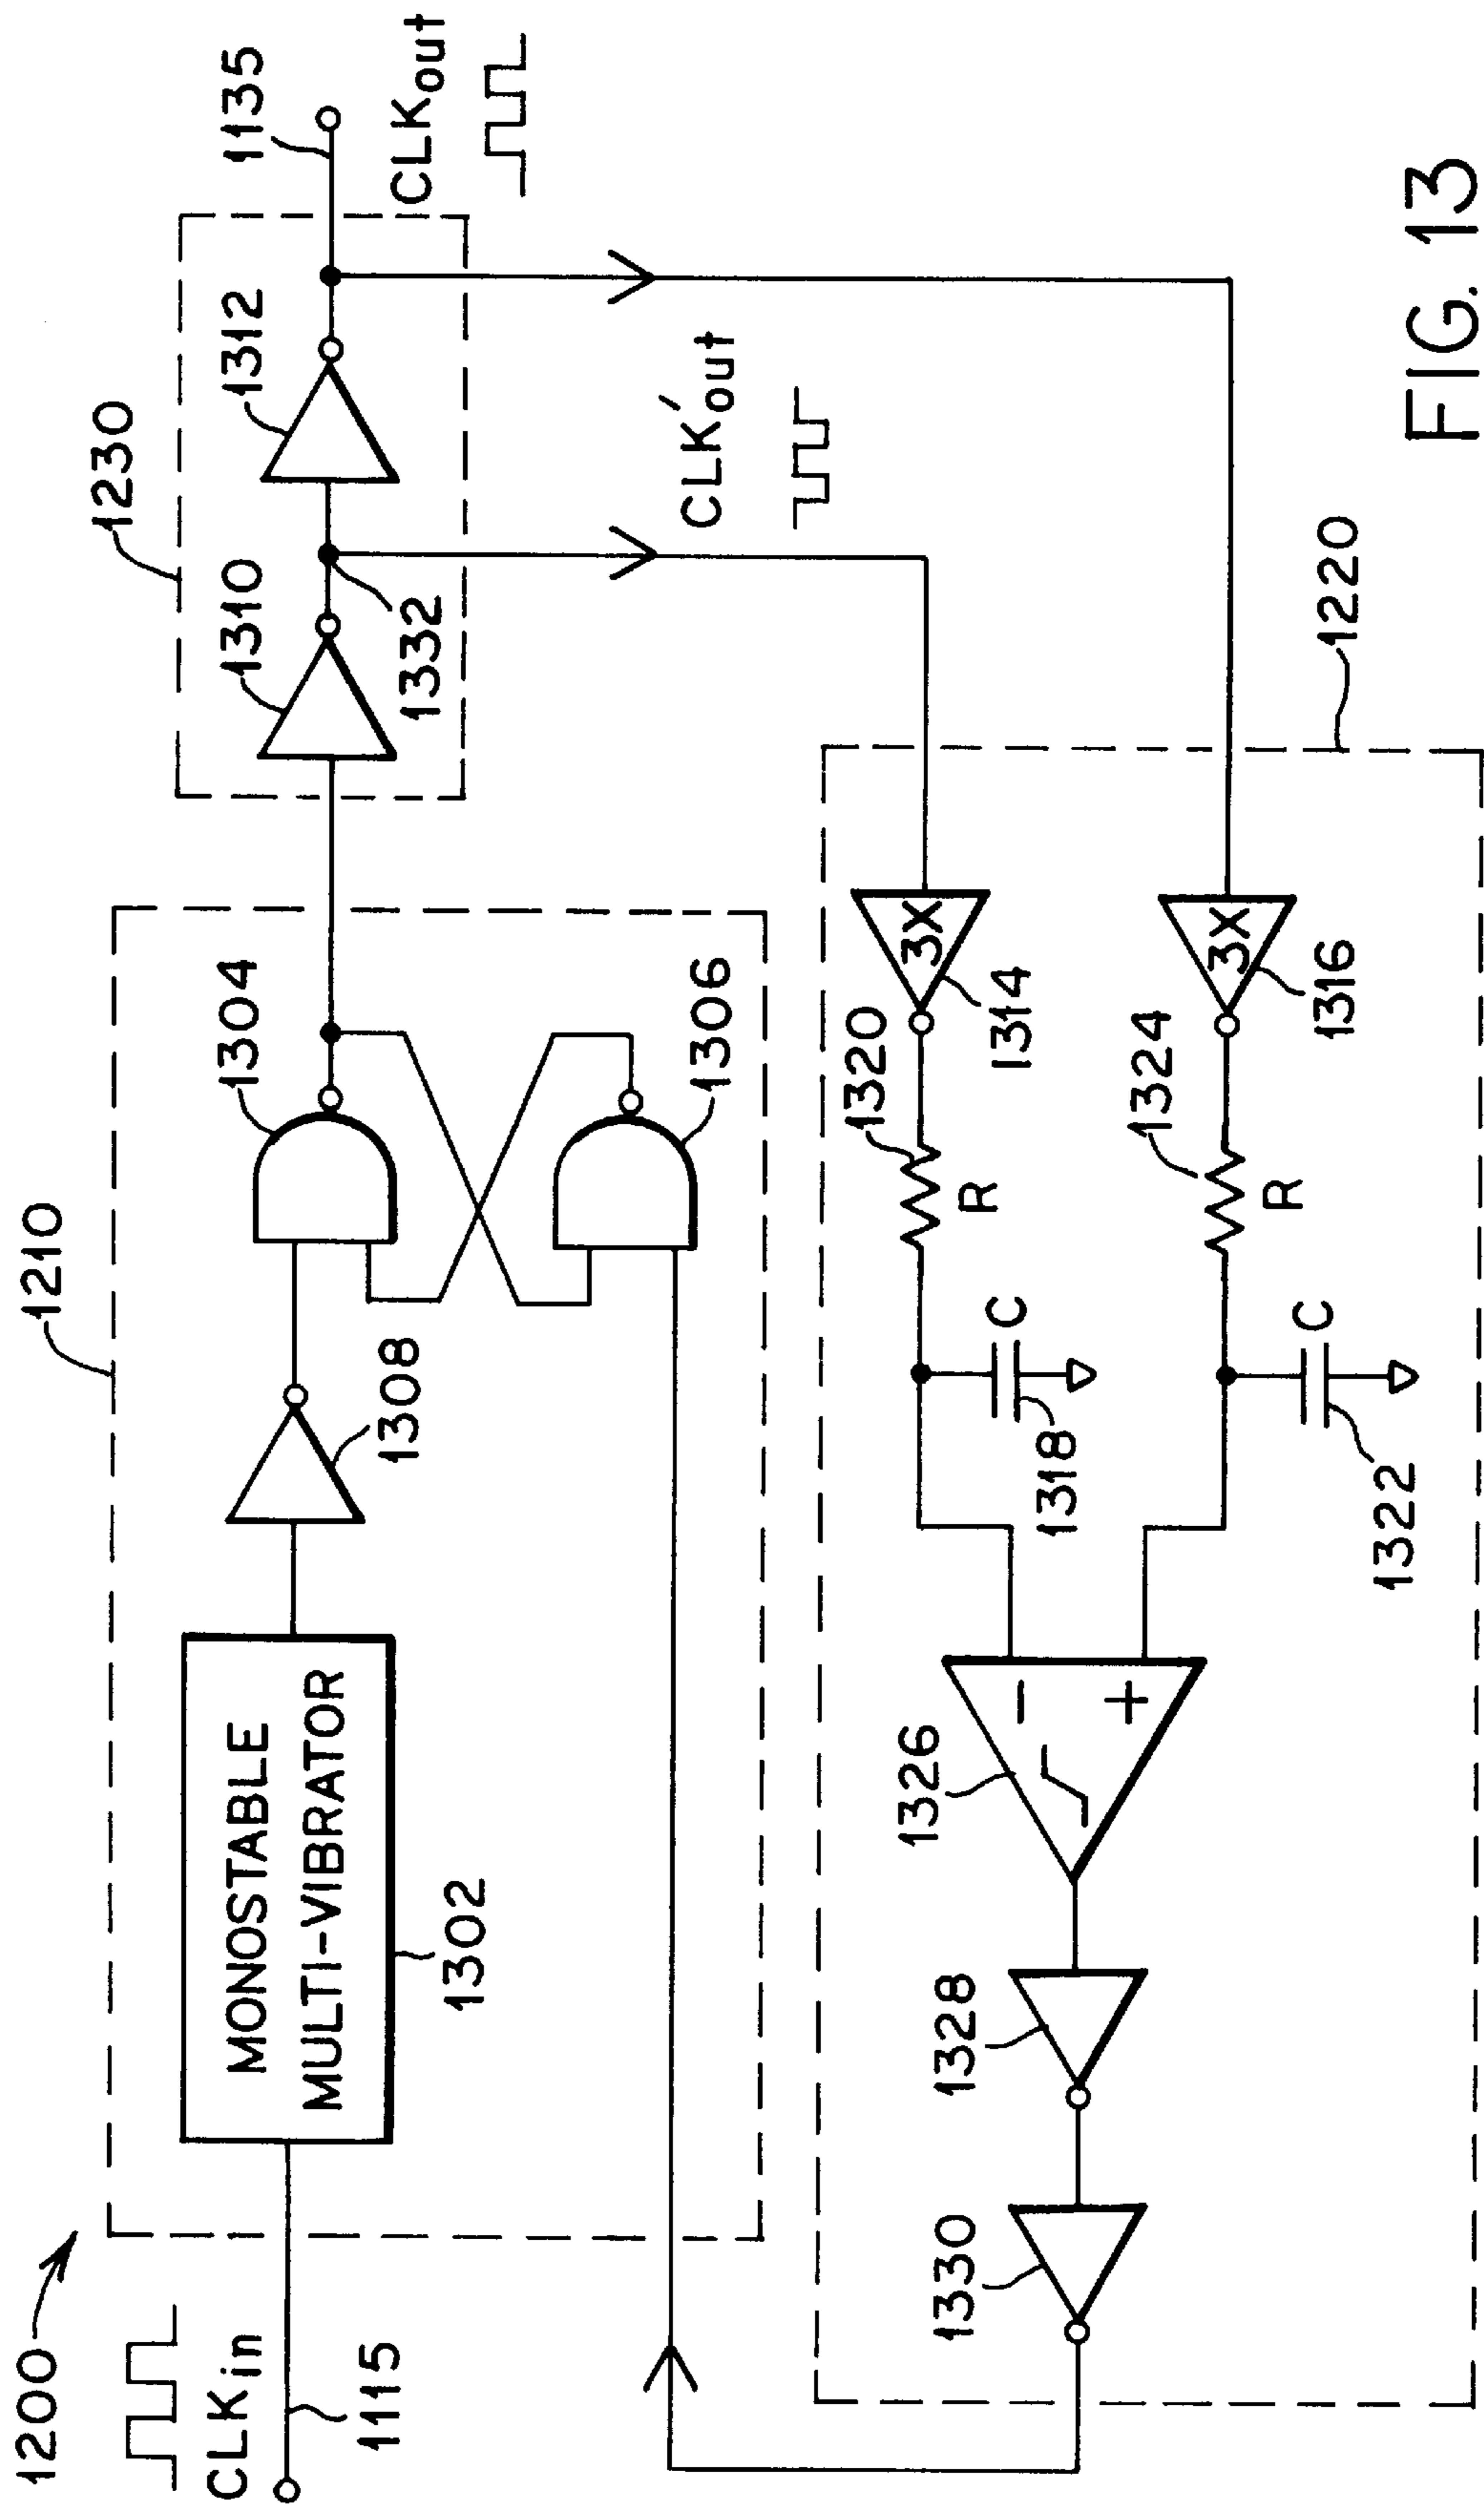 1200
CLKin
1115
1210
MONOSTABLE
MULTI-VIBRATOR
1302
1308
1304
1306
1230
1310
1332
1312
1135
CLKout
CLK'out
1220
3X
1314
3X
1316
1320
R
1324
R
C
1318
C
1322
1326
−
+
1328
1330
FIG. 13